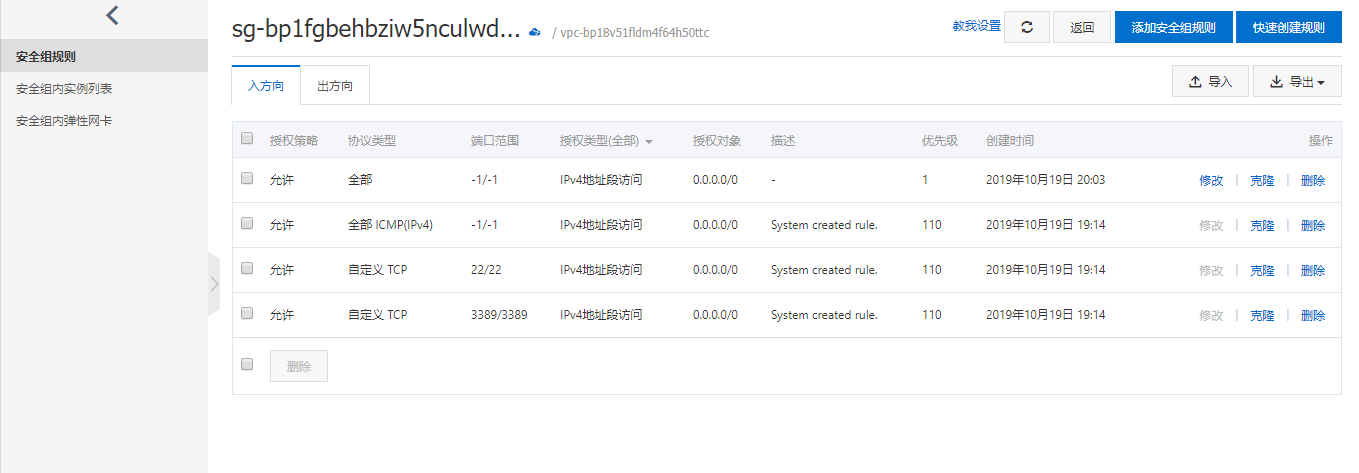 sg-bp1fgbehbziw5nculwd... / vpc-bp18v51fldm4f64h50ttc 教我设置 返回 添加安全组规则 快速创建规则
安全组规则
安全组内实例列表
安全组内弹性网卡
入方向 出方向 导入 导出
授权策略 协议类型 端口范围 授权类型(全部) 授权对象 描述 优先级 创建时间 操作
允许 全部 -1/-1 IPv4地址段访问 0.0.0.0/0 - 1 2019年10月19日 20:03 修改 | 克隆 | 删除
允许 全部 ICMP(IPv4) -1/-1 IPv4地址段访问 0.0.0.0/0 System created rule. 110 2019年10月19日 19:14 修改 | 克隆 | 删除
允许 自定义 TCP 22/22 IPv4地址段访问 0.0.0.0/0 System created rule. 110 2019年10月19日 19:14 修改 | 克隆 | 删除
允许 自定义 TCP 3389/3389 IPv4地址段访问 0.0.0.0/0 System created rule. 110 2019年10月19日 19:14 修改 | 克隆 | 删除
删除